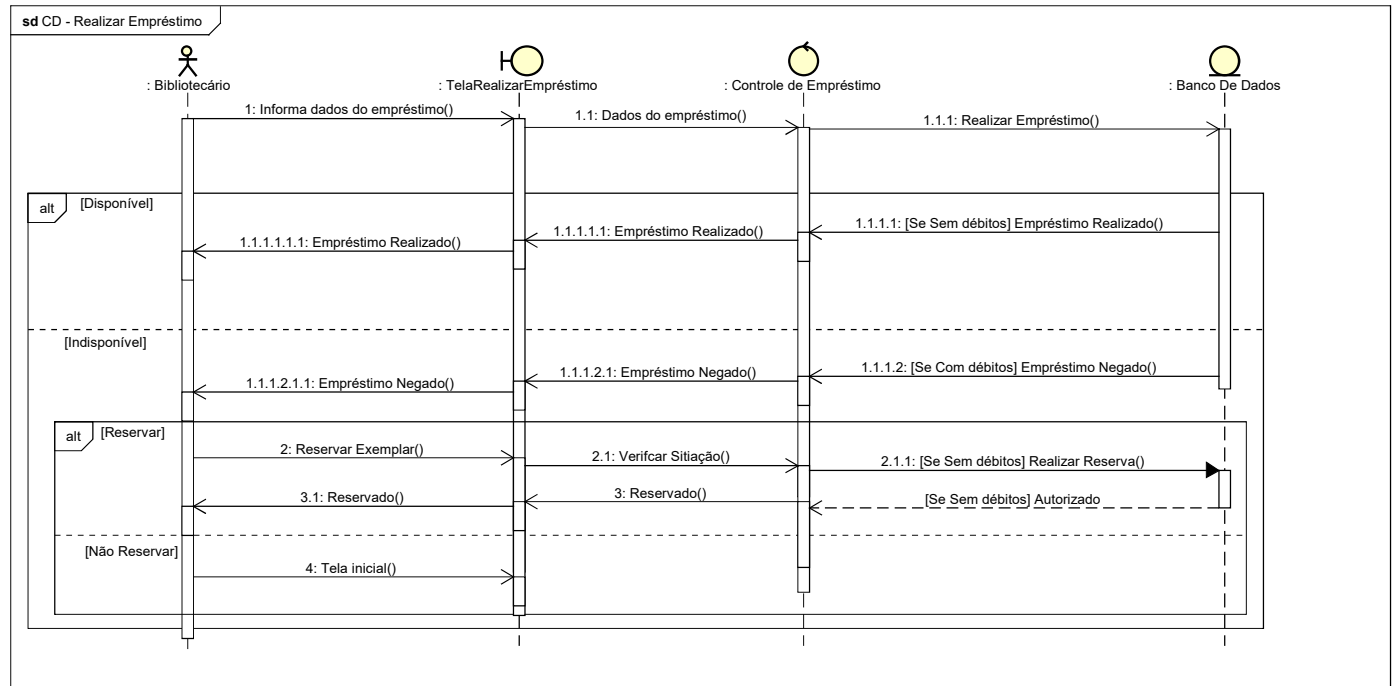 sd CD - Realizar Empréstimo
: Bibliotecário
: TelaRealizarEmpréstimo
: Controle de Empréstimo
: Banco De Dados
1: Informa dados do empréstimo()
1.1: Dados do empréstimo()
1.1.1: Realizar Empréstimo()
alt
[Disponível]
1.1.1.1: [Se Sem débitos] Empréstimo Realizado()
1.1.1.1.1: Empréstimo Realizado()
1.1.1.1.1.1: Empréstimo Realizado()
[Indisponível]
1.1.1.2: [Se Com débitos] Empréstimo Negado()
1.1.1.2.1: Empréstimo Negado()
1.1.1.2.1.1: Empréstimo Negado()
alt
[Reservar]
2: Reservar Exemplar()
2.1: Verifcar Sitiação()
2.1.1: [Se Sem débitos] Realizar Reserva()
3.1: Reservado()
3: Reservado()
[Se Sem débitos] Autorizado
[Não Reservar]
4: Tela inicial()